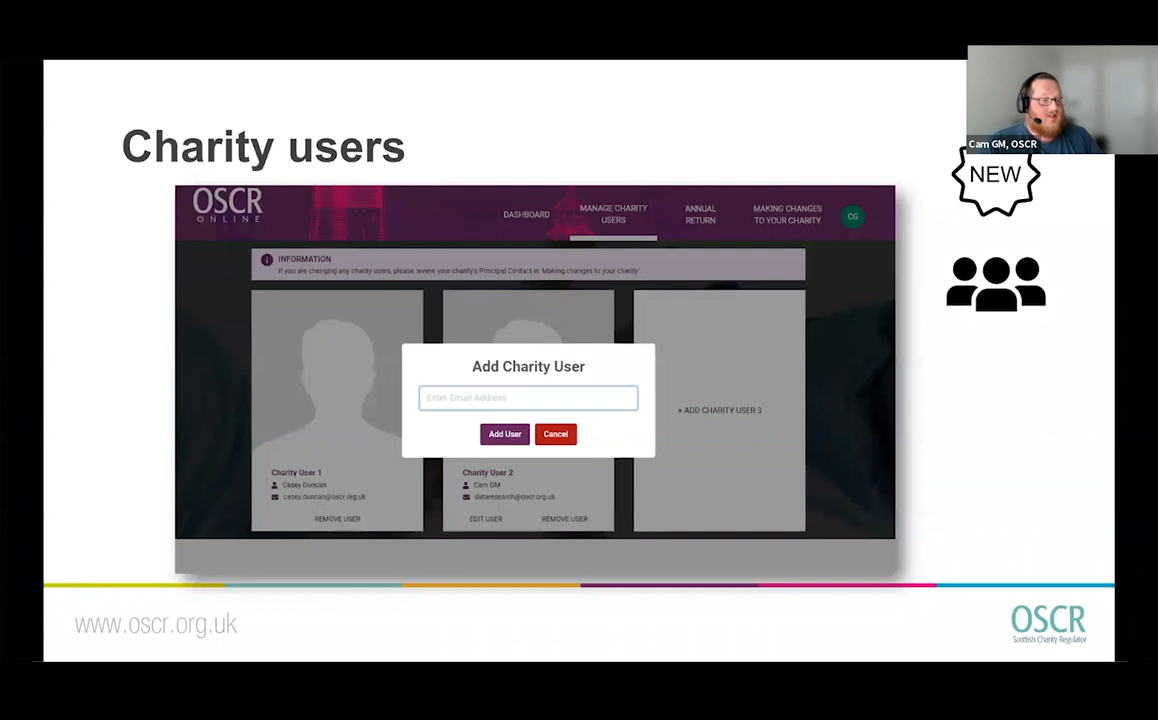 Cam GM, OSCR
NEW
Charity users
OSCR
ONLINE
DASHBOARD
MANAGE CHARITY
USERS
ANNUAL
RETURN
MAKING CHANGES
TO YOUR CHARITY
CG
INFORMATION
If you are changing any charity users, please review your charity's Principal Contact in 'Making changes to your charity'.
Add Charity User
Enter Email Address
Add User
Cancel
+ ADD CHARITY USER 3
Charity User 1
Casey Duncan
casey.duncan@oscr.org.uk
REMOVE USER
Charity User 2
Cam GM
dataresearch@oscr.org.uk
EDIT USER
REMOVE USER
www.oscr.org.uk
OSCR
Scottish Charity Regulator